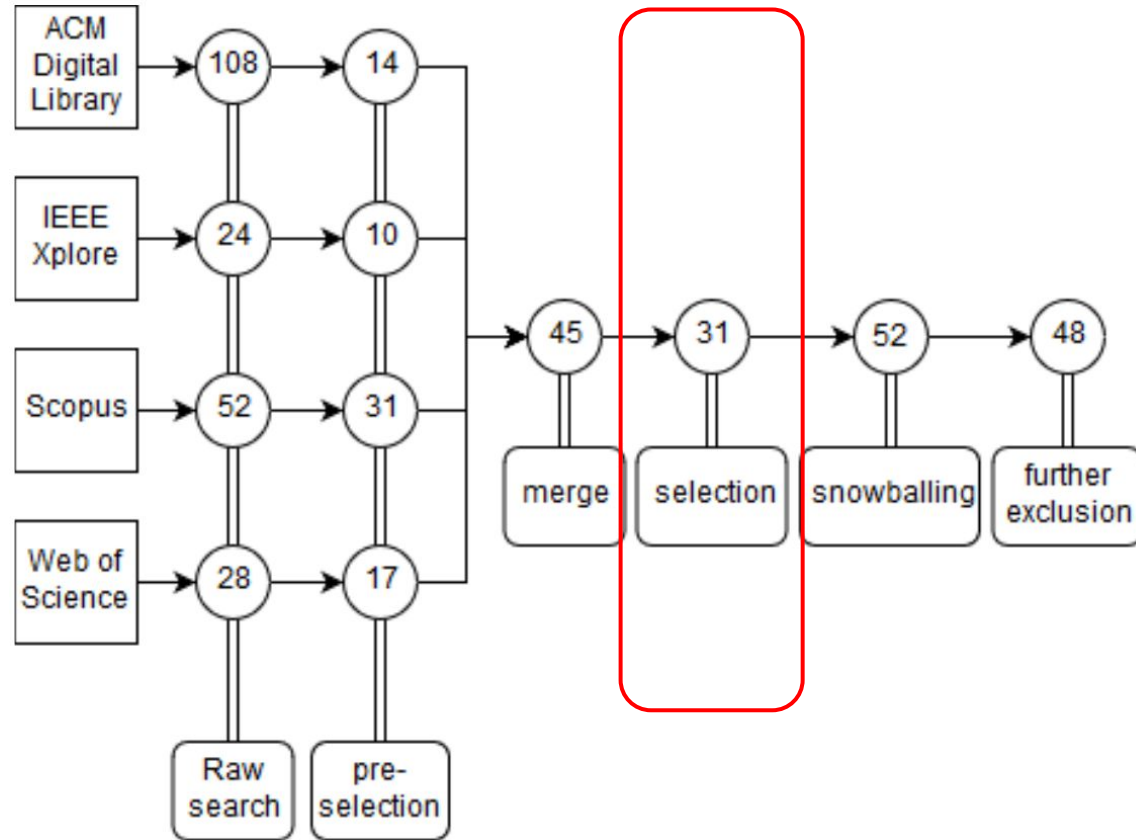 ACM
Digital
Library
108
14
IEEE
Xplore
24
10
45
31
52
48
Scopus
52
31
merge
selection
snowballing
further
exclusion
Web of
Science
28
17
Raw
search
pre-
selection